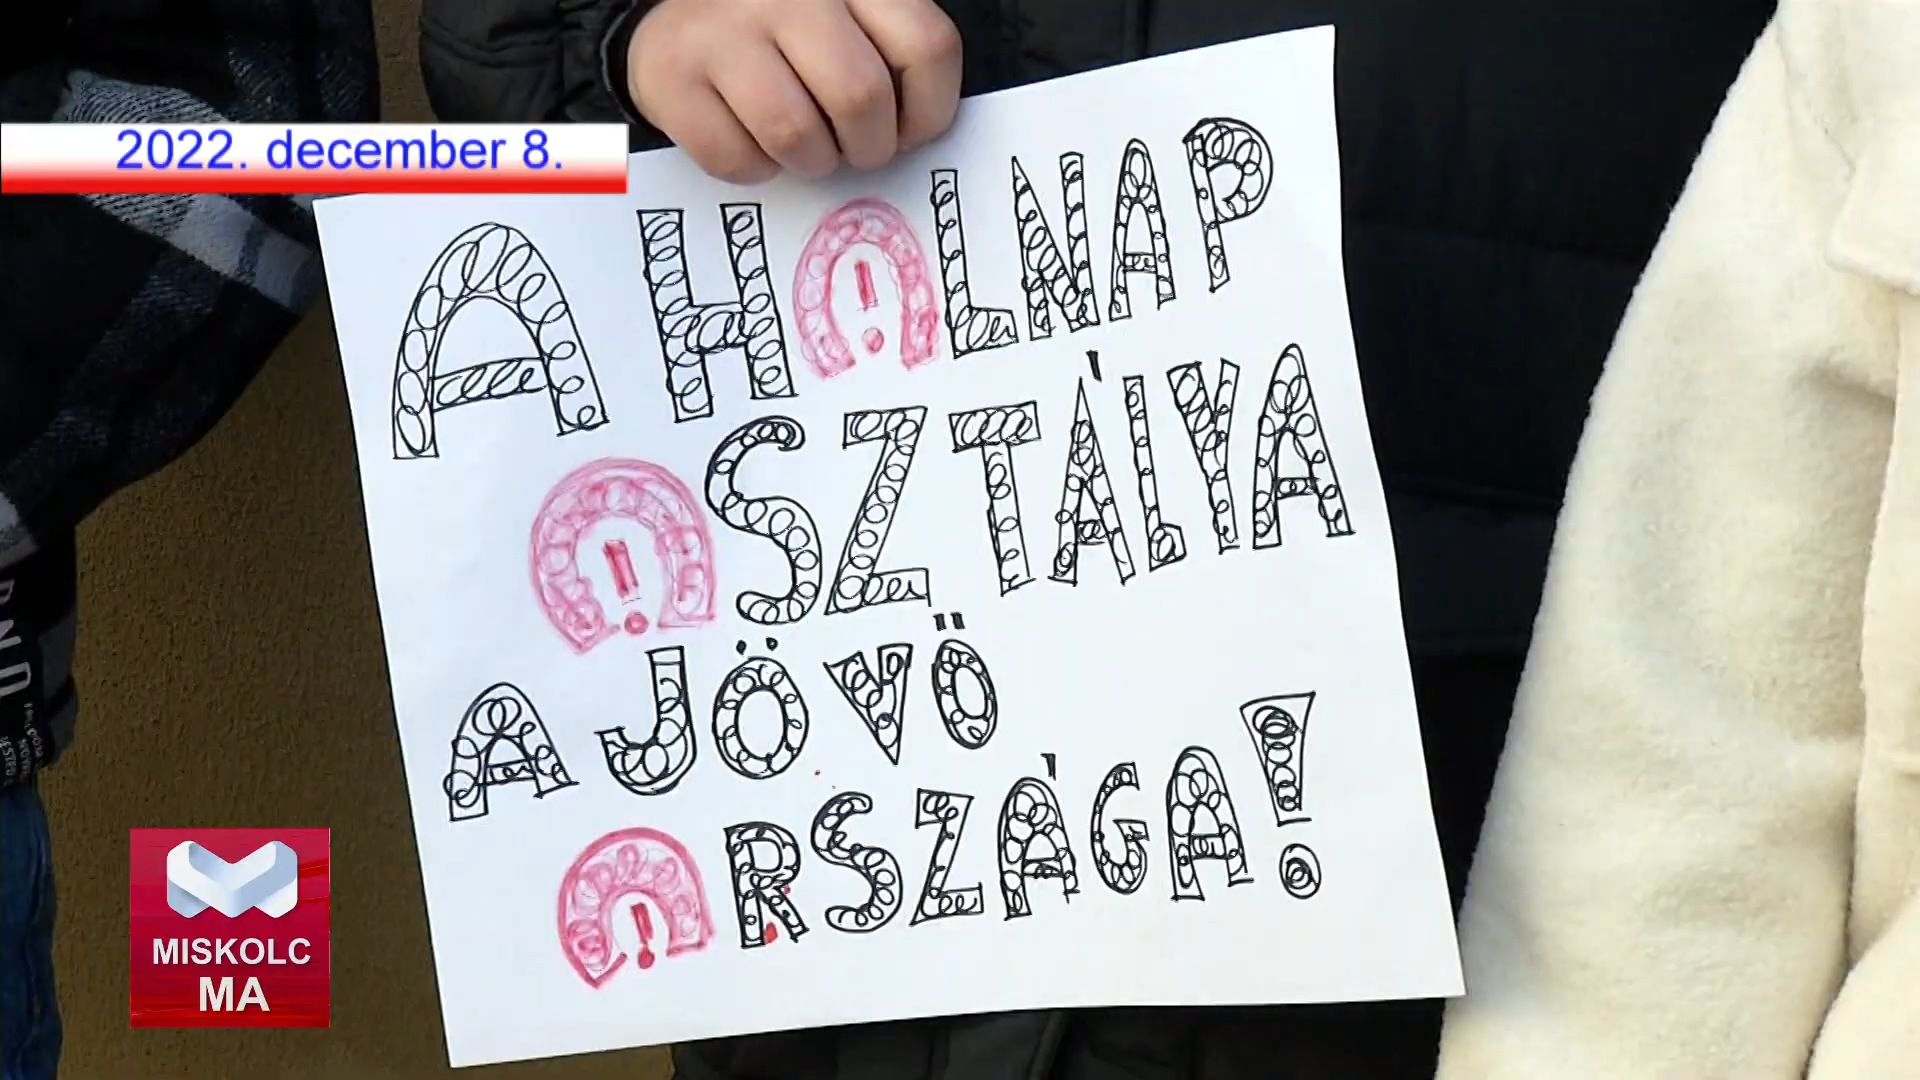 2022. december 8.
A HOLNAP
OSZTÁLYA
A JÖVŐ
ORSZÁGA!
MISKOLC
MA